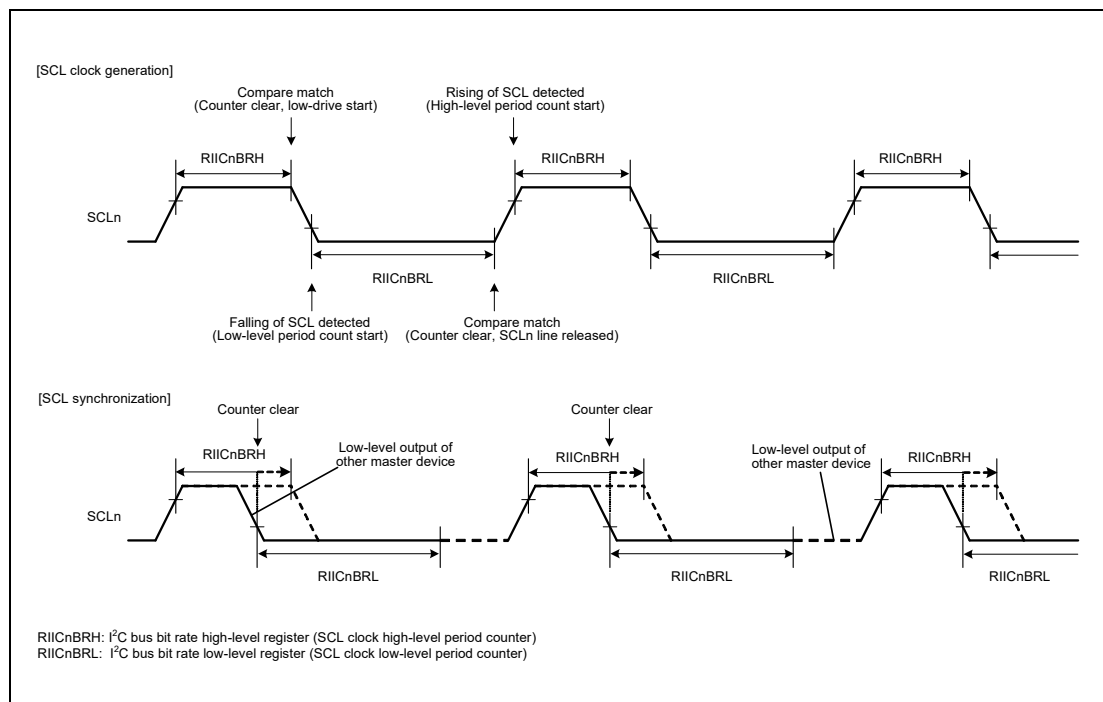 [SCL clock generation]
Compare match
(Counter clear, low-drive start)
Rising of SCL detected
(High-level period count start)
RIICnBRH
RIICnBRH
RIICnBRH
SCLn
RIICnBRL
RIICnBRL
Falling of SCL detected
(Low-level period count start)
Compare match
(Counter clear, SCLn line released)
[SCL synchronization]
Counter clear
Counter clear
RIICnBRH
Low-level output of
other master device
RIICnBRH
Low-level output of
other master device
RIICnBRH
SCLn
RIICnBRL
RIICnBRL
RIICnBRL
RIICnBRH: I²C bus bit rate high-level register (SCL clock high-level period counter)
RIICnBRL: I²C bus bit rate low-level register (SCL clock low-level period counter)